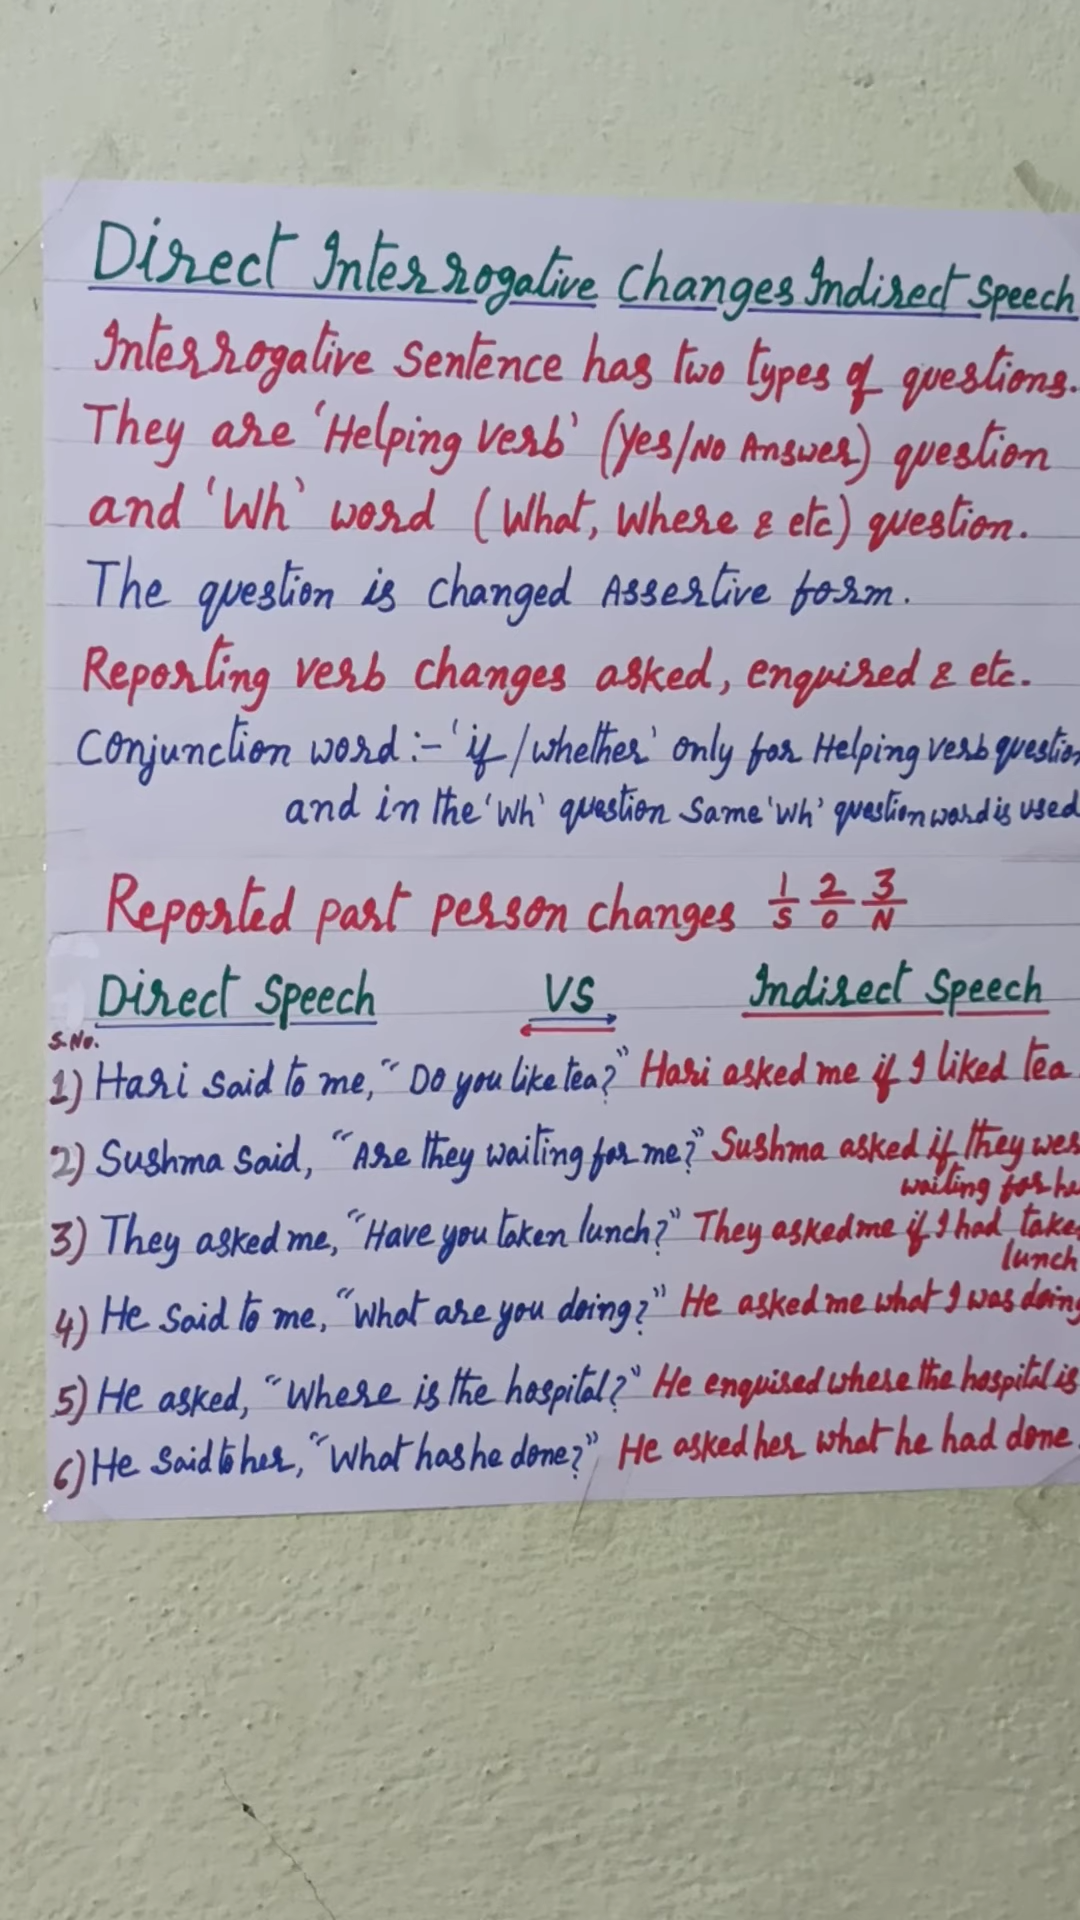 Direct Interrogative Changes Indirect Speech
Interrogative Sentence has two types of questions.
They are 'Helping Verb' (Yes/No Answer) question
and 'Wh' word (What, Where & etc) question.
The question is changed Assertive form.
Reporting verb changes asked, enquired & etc.
Conjunction word :- 'if/whether' only for Helping verb question
and in the 'Wh' question same 'Wh' question word is used
Reported part person changes 1/S 2/O 3/N
Direct Speech VS Indirect Speech
S.No.
1) Hari said to me, "Do you like tea?" Hari asked me if I liked tea
2) Sushma said, "Are they waiting for me?" Sushma asked if they wer
waiting for he
3) They asked me, "Have you taken lunch?" They asked me if I had take
lunch
4) He said to me, "What are you doing?" He asked me what I was doing
5) He asked, "Where is the hospital?" He enquired where the hospital is
6) He said to her, "What has he done?" He asked her what he had done.